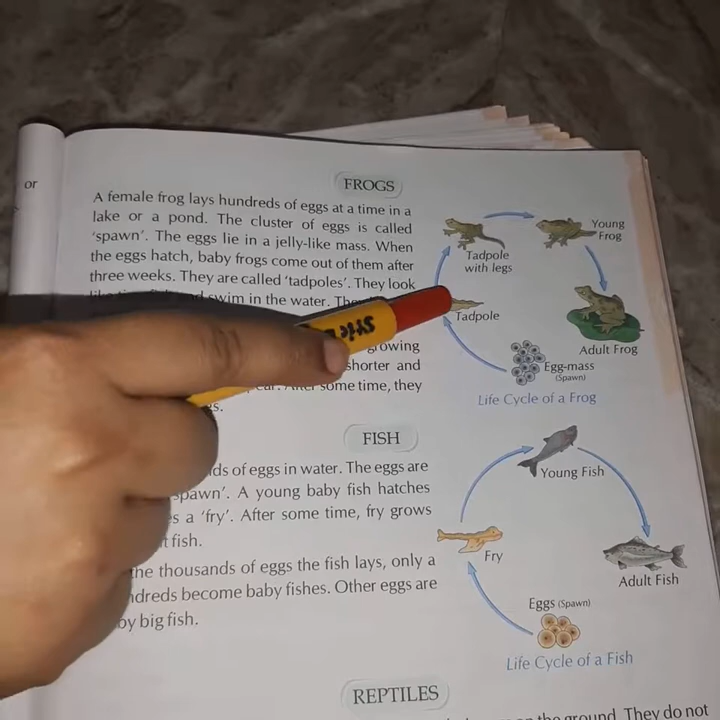 or
FROGS
A female frog lays hundreds of eggs at a time in a
lake or a pond. The cluster of eggs is called
'spawn'. The eggs lie in a jelly-like mass. When
the eggs hatch, baby frogs come out of them after
three weeks. They are called 'tadpoles'. They look
swim in the water.
growing
shorter and
some time, they
Tadpole
with legs
Young
Frog
Tadpole
Adult Frog
Egg-mass
(Spawn)
Life Cycle of a Frog
FISH
of eggs in water. The eggs are
spawn'. A young baby fish hatches
a 'fry'. After some time, fry grows
fish.
the thousands of eggs the fish lays, only a
become baby fishes. Other eggs are
by big fish.
Young Fish
Fry
Adult Fish
Eggs (Spawn)
Life Cycle of a Fish
REPTILES
the ground. They do not